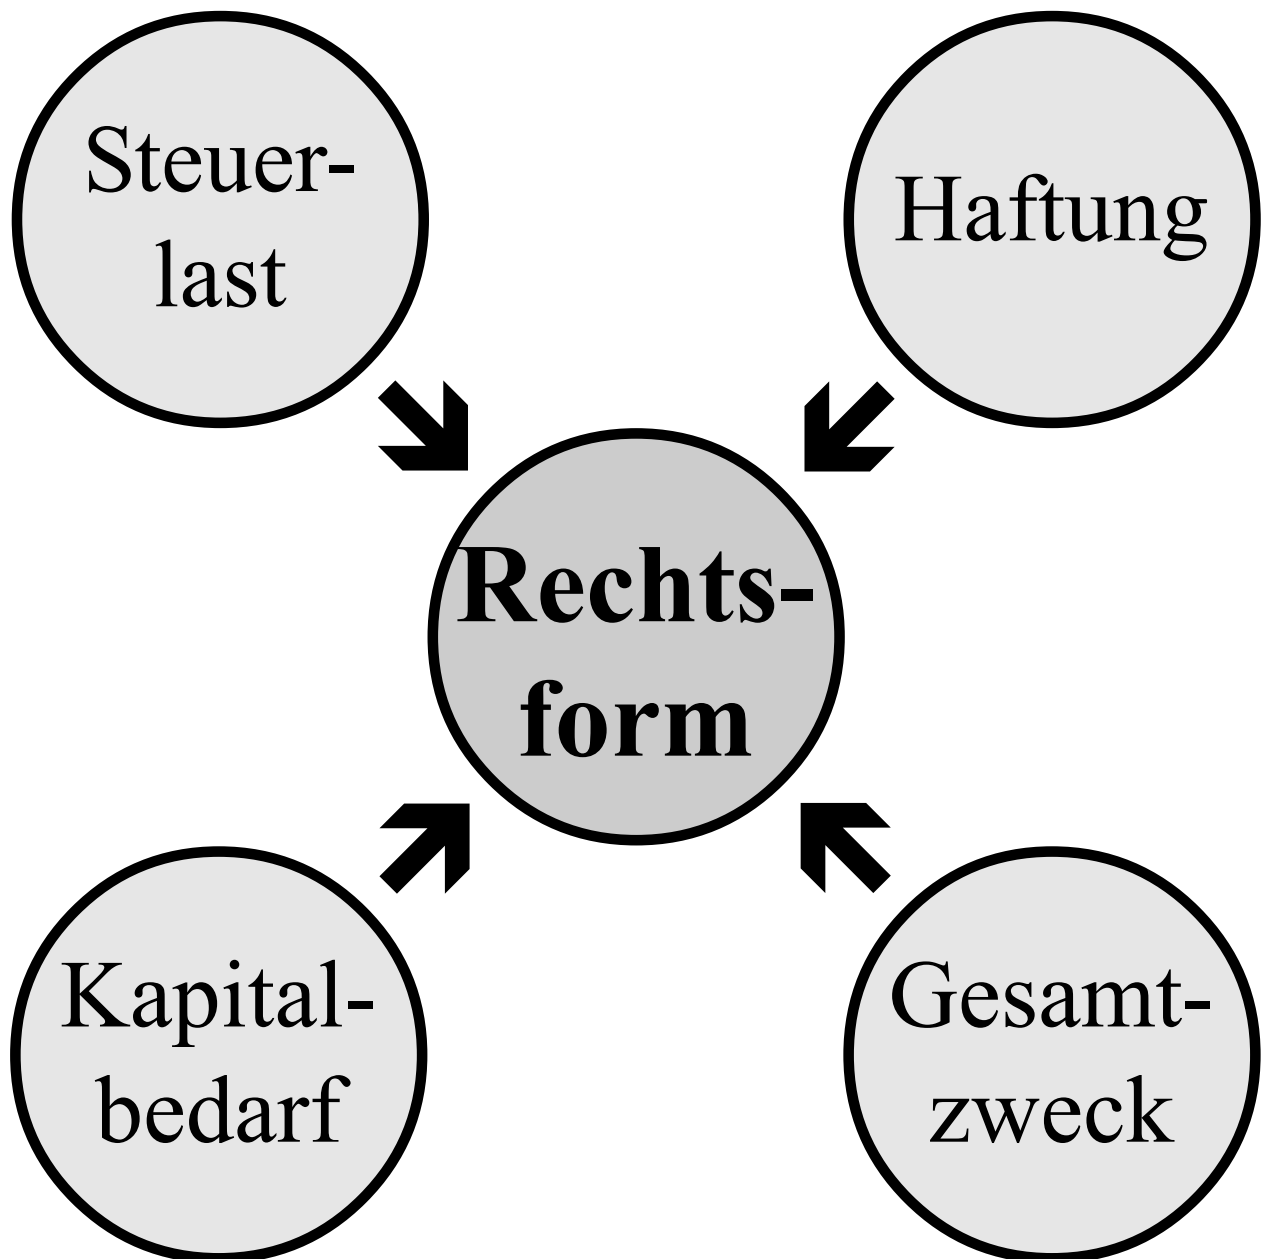 Steuer-
last
Haftung
Rechts-
form
Kapital-
bedarf
Gesamt-
zweck